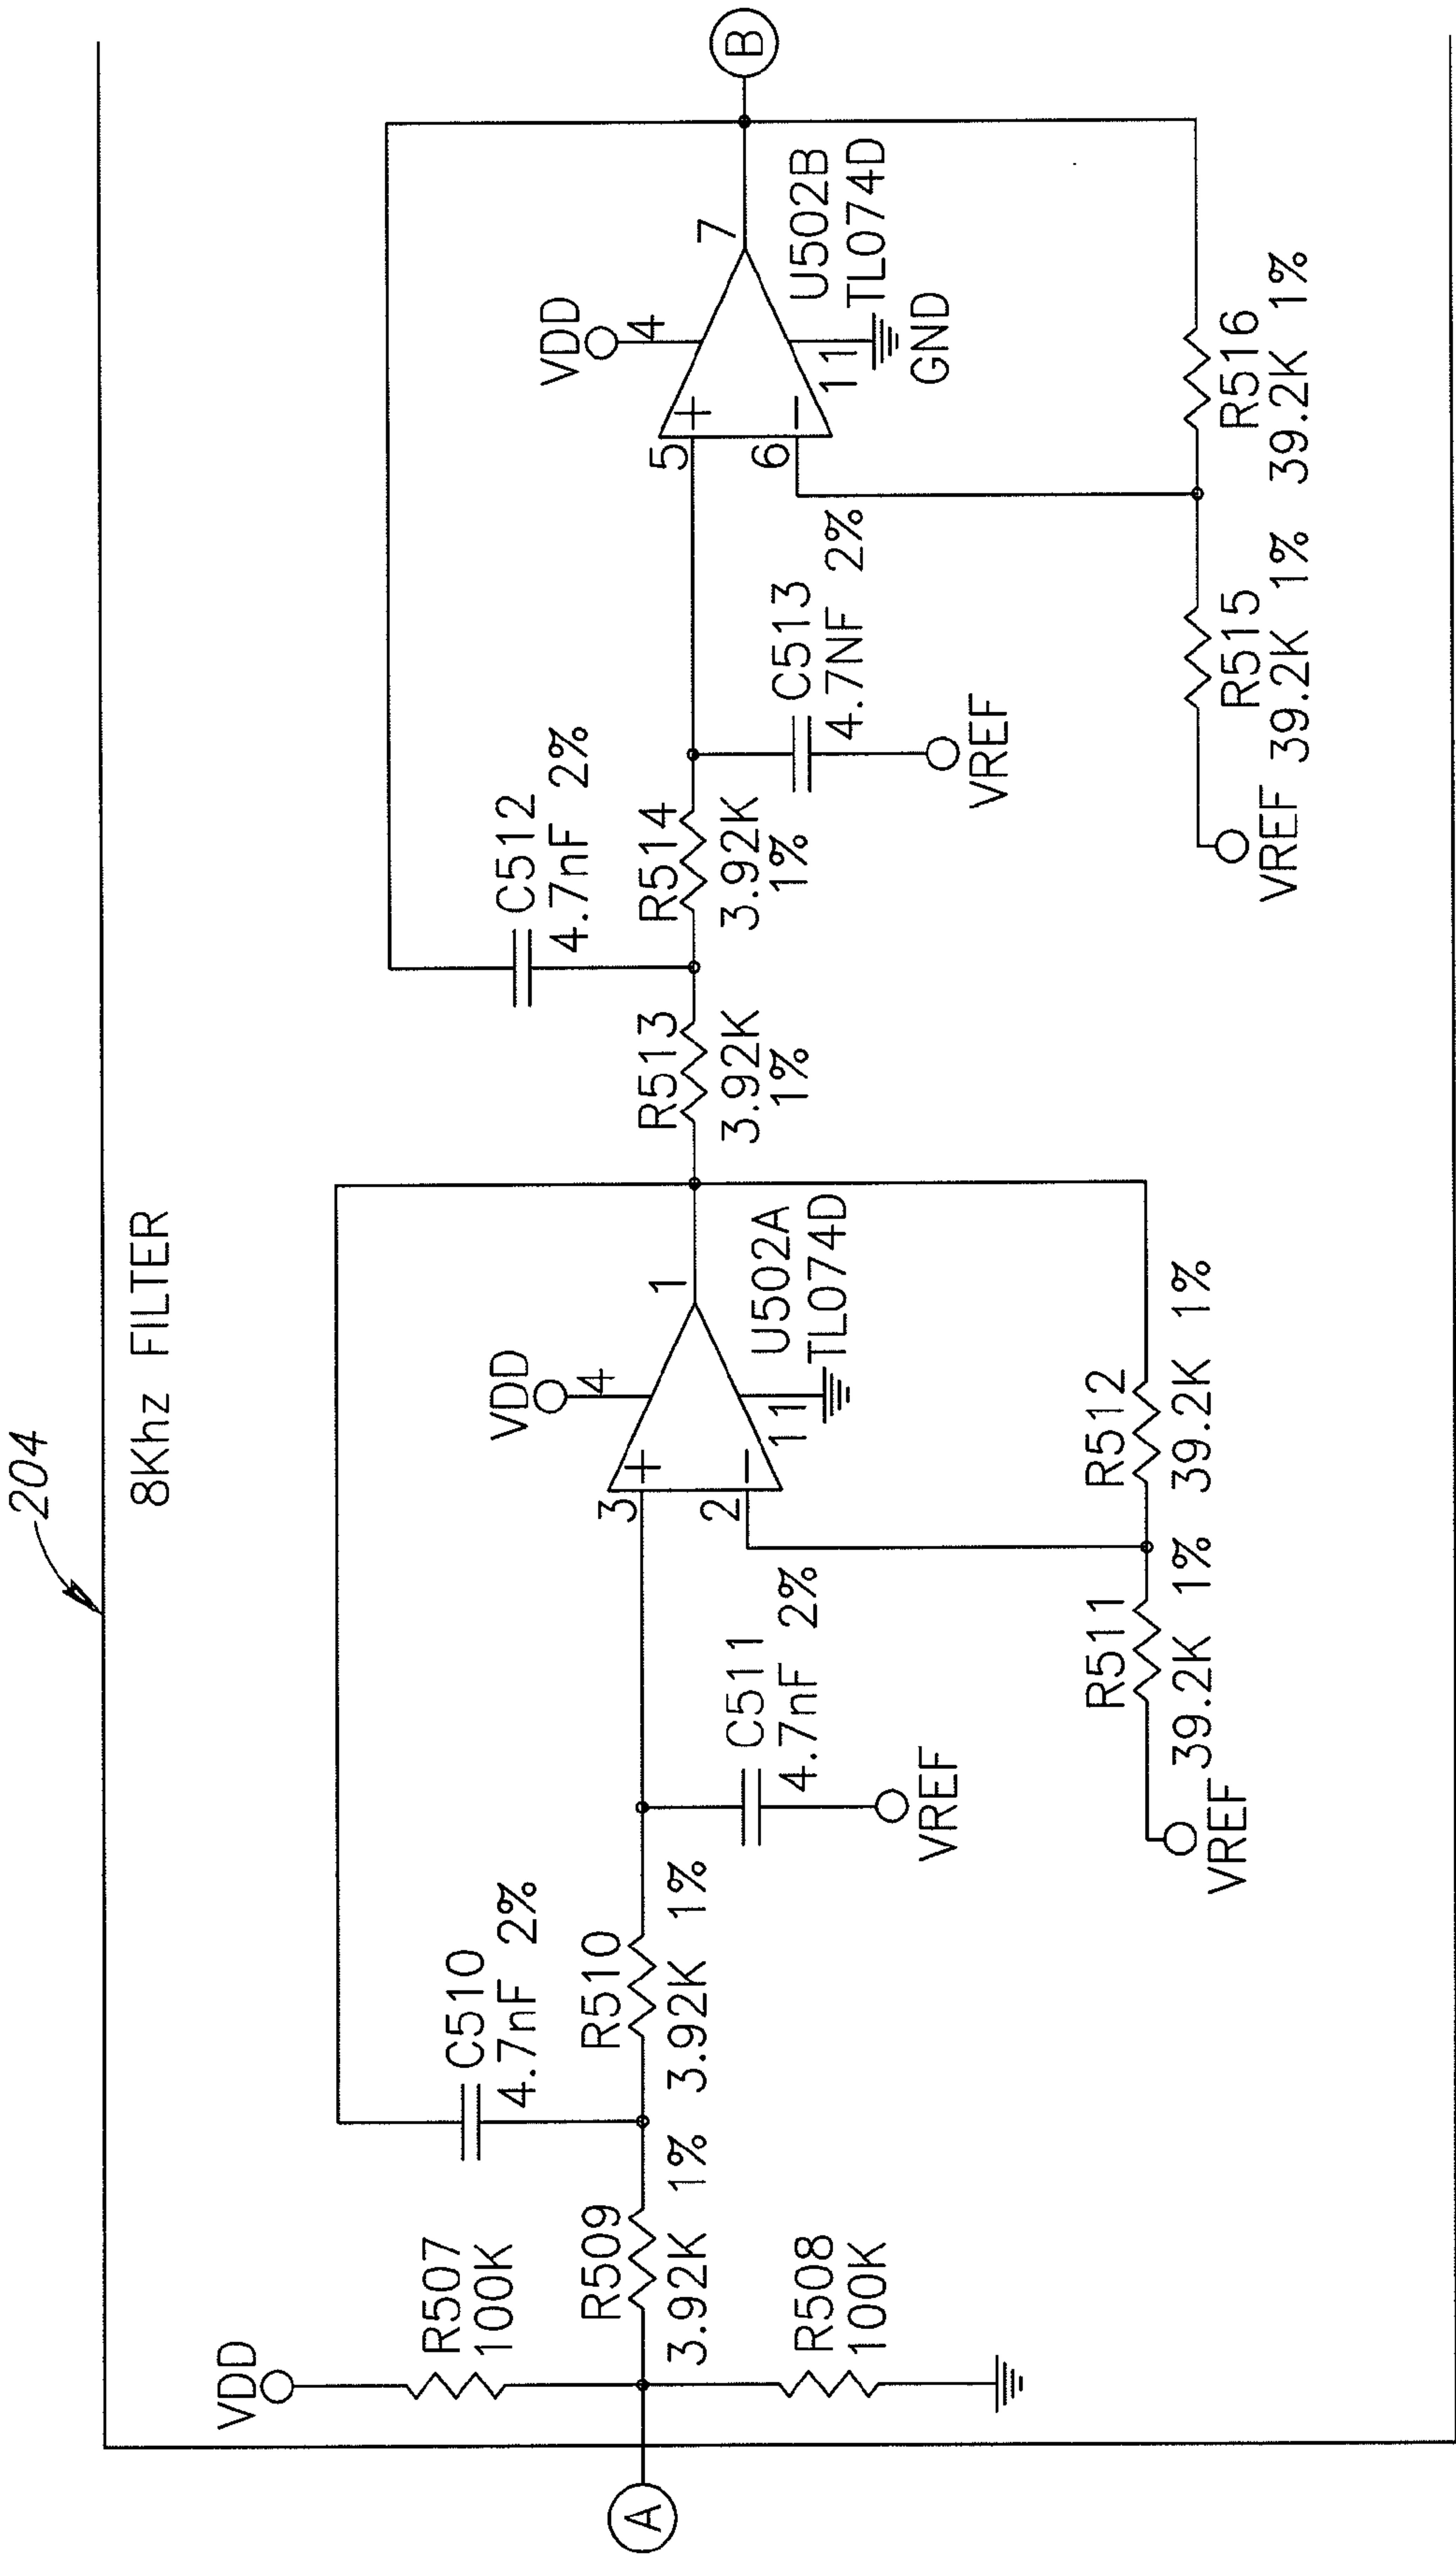 204
8Khz FILTER
A
VDD
R507
100K
R509
3.92K 1%
R508
100K
C510
4.7nF 2%
R510
3.92K 1%
C511
4.7nF 2%
VREF
VREF
R511
39.2K 1%
R512
39.2K 1%
3
2
+
−
VDD
4
11
1
U502A
TL074D
R513
3.92K
1%
C512
4.7nF 2%
R514
3.92K
1%
C513
4.7NF 2%
VREF
VREF
R515
39.2K 1%
R516
39.2K 1%
5
6
+
−
VDD
4
11
GND
7
U502B
TL074D
B